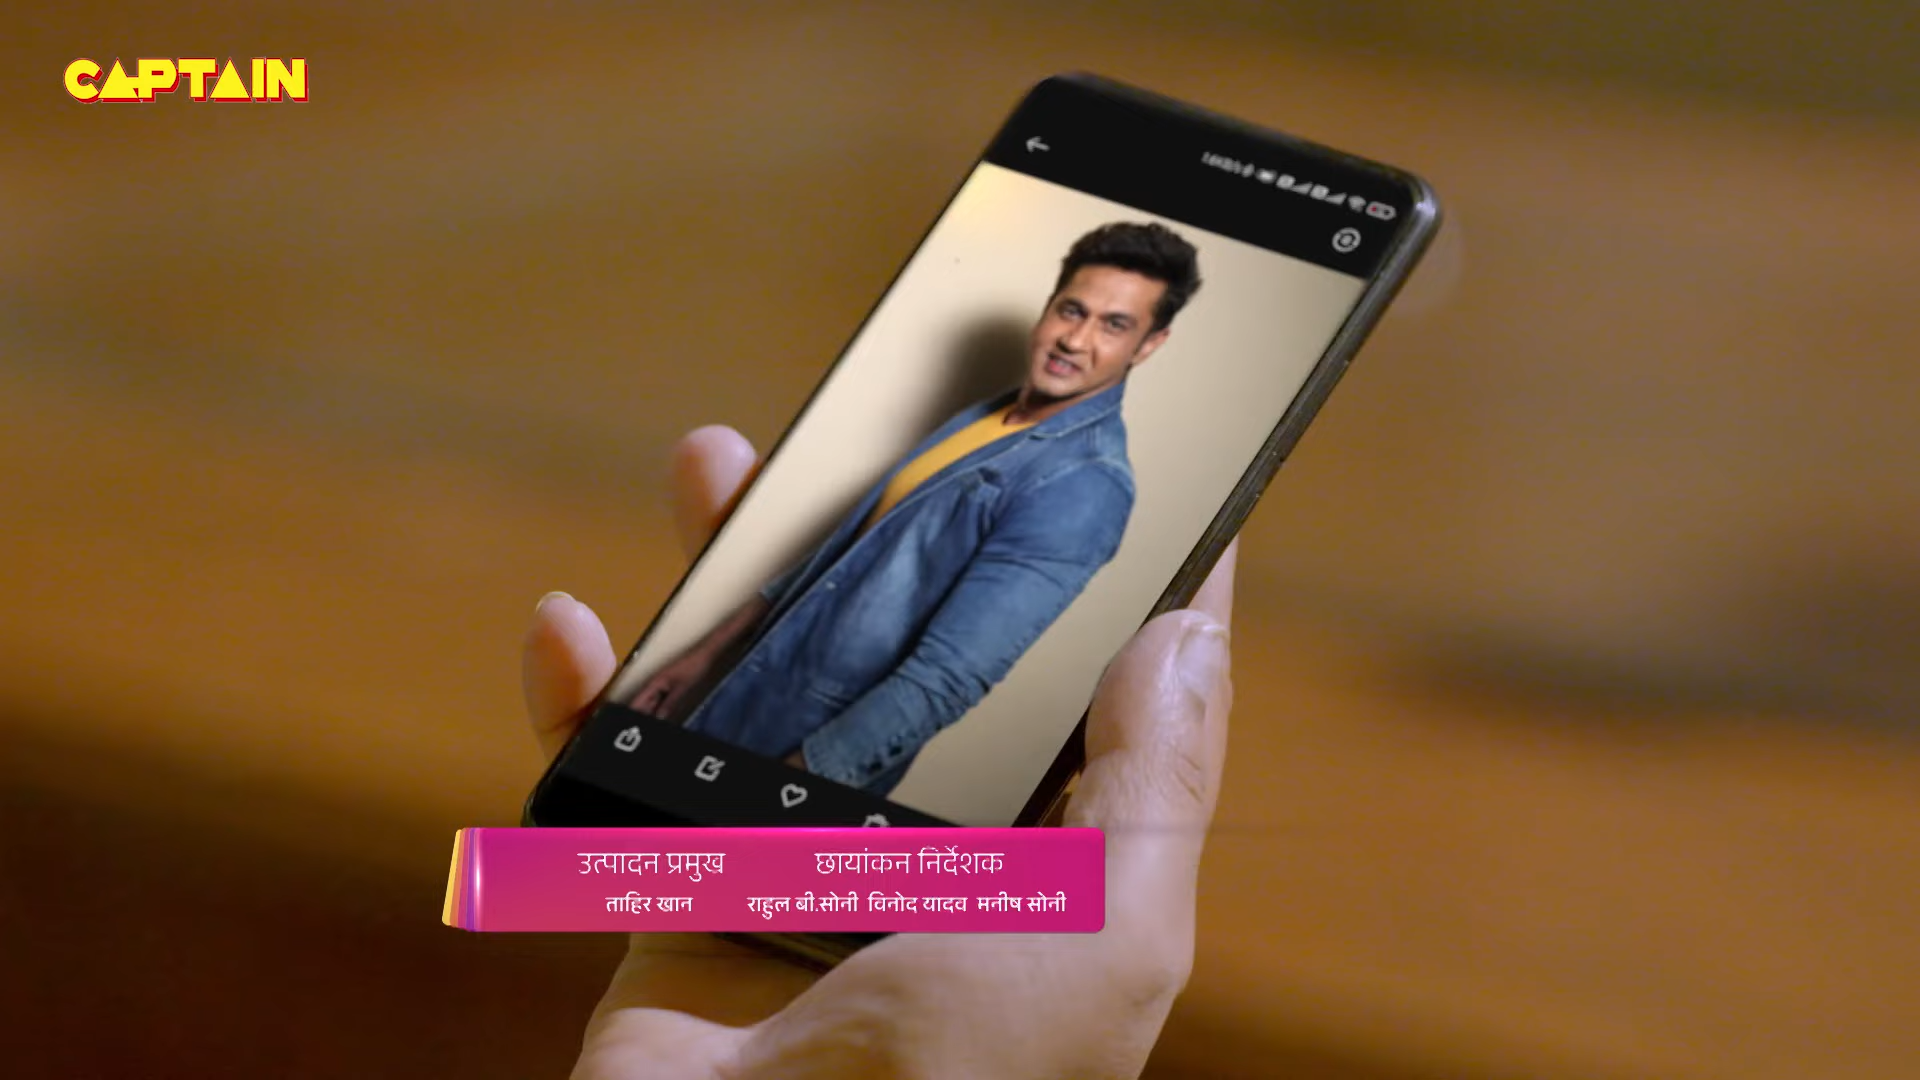 CAPTAIN
उत्पादन प्रमुख छायांकन निर्देशक
ताहिर खान राहुल बी.सोनी विनोद यादव मनीष सोनी